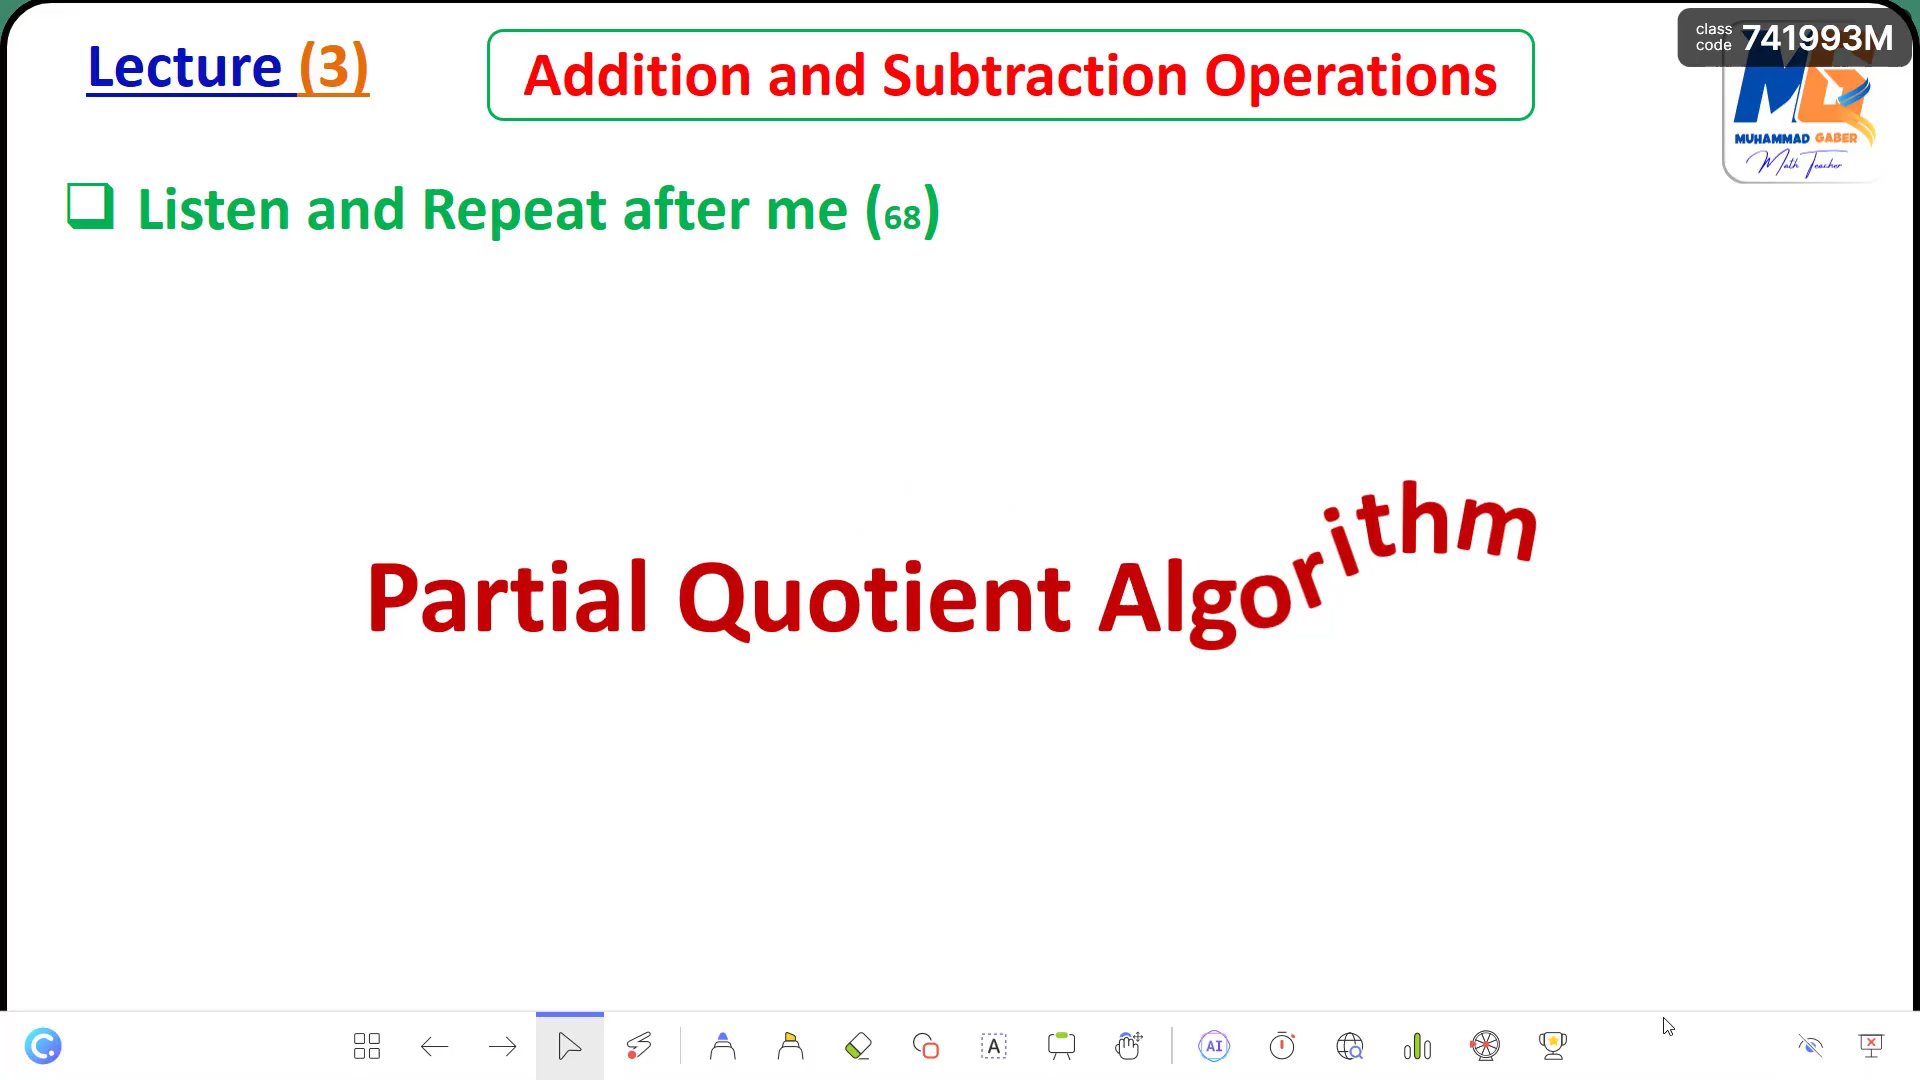 Lecture (3)
Addition and Subtraction Operations
class code 741993M
MUHAMMAD GABER
Math Teacher
❑ Listen and Repeat after me (68)
Partial Quotient Algorithm
A
AI